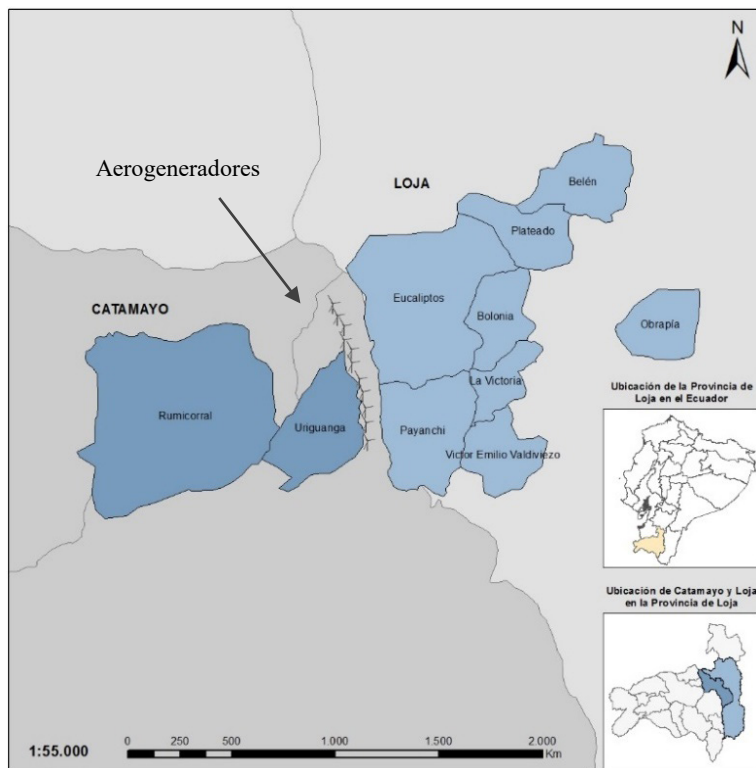 N
Aerogeneradores
LOJA
Belén
Plateado
Eucaliptos
CATAMAYO
Bolonia
Obrapía
La Victoria
Rumicorral
Uriguanga
Payanchi
Victor Emilio Valdiviezo
Ubicación de la Provincia de
Loja en el Ecuador
Ubicación de Catamayo y Loja
en la Provincia de Loja
1:55.000
0 250 500 1.000 1.500 2.000
Km